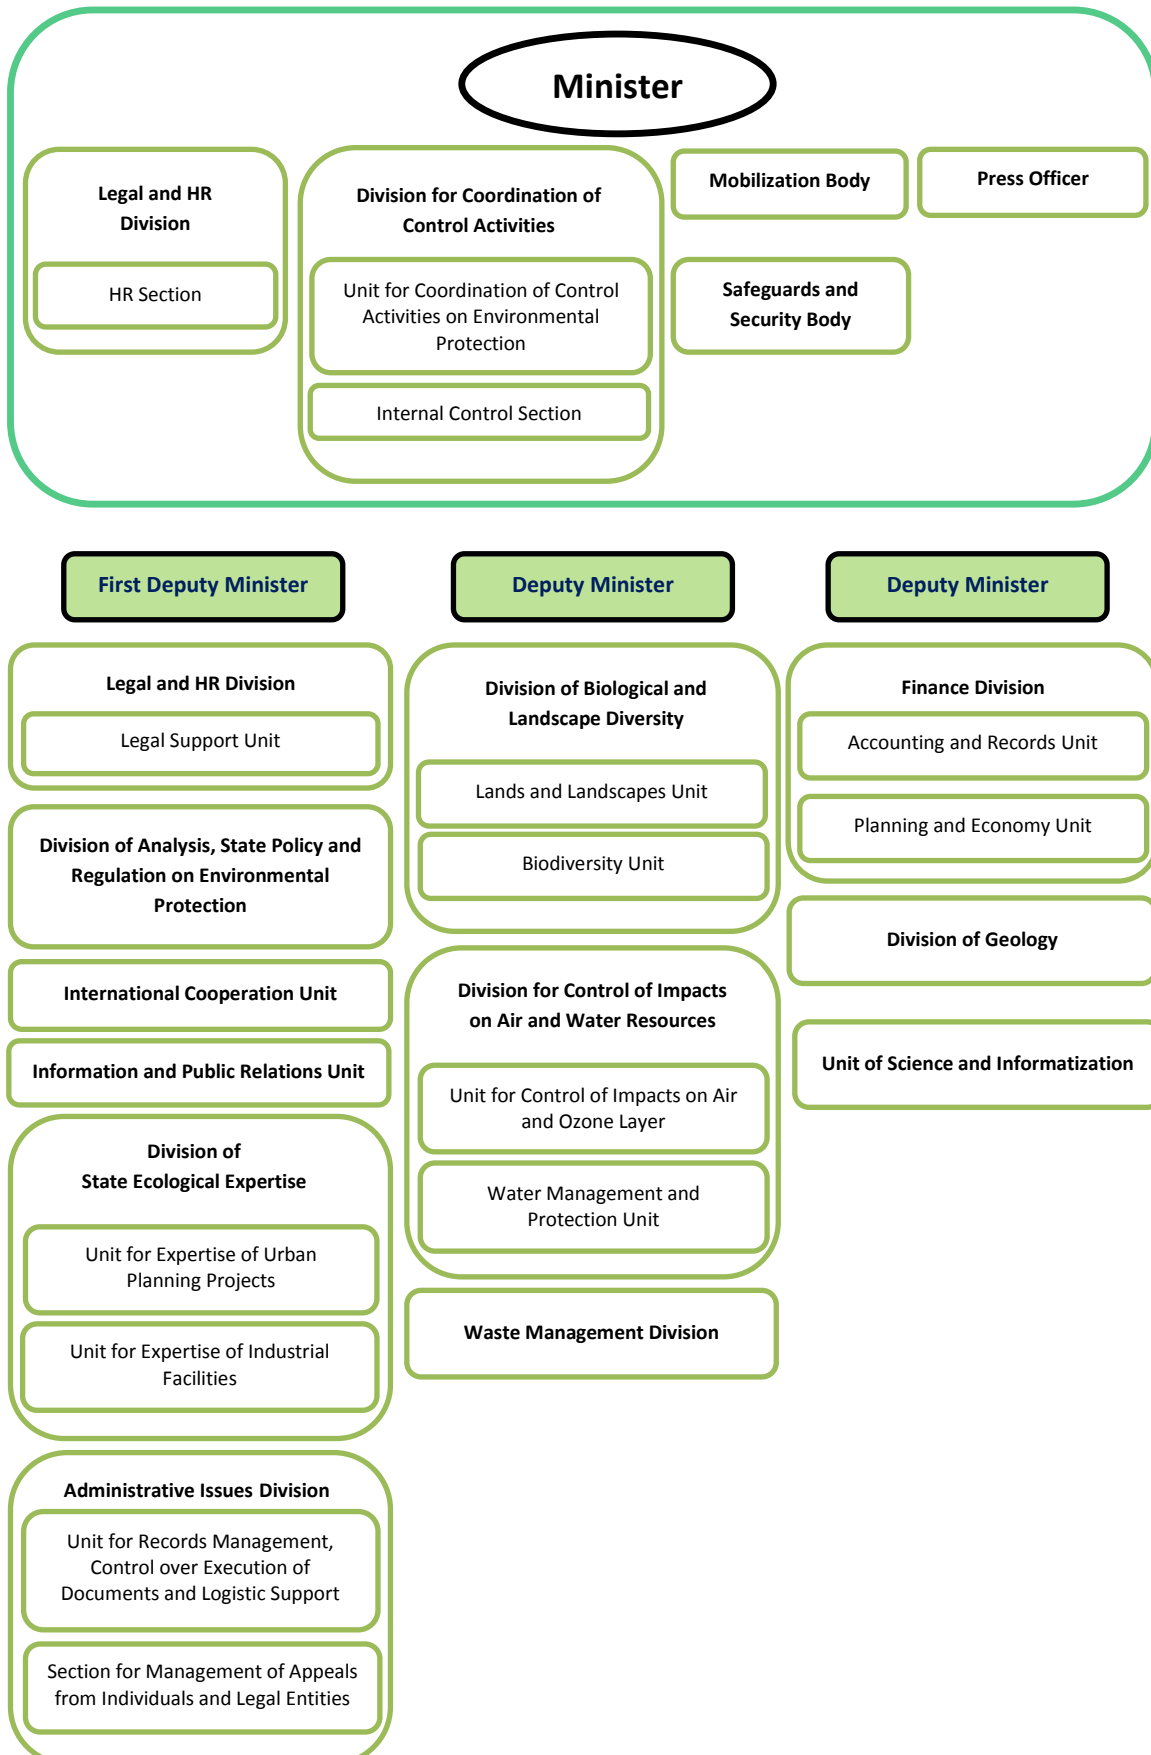 Minister
Legal and HR
Division
HR Section
Division for Coordination of
Control Activities
Unit for Coordination of Control
Activities on Environmental
Protection
Internal Control Section
Mobilization Body
Press Officer
Safeguards and
Security Body
First Deputy Minister
Legal and HR Division
Legal Support Unit
Division of Analysis, State Policy and
Regulation on Environmental
Protection
International Cooperation Unit
Information and Public Relations Unit
Division of
State Ecological Expertise
Unit for Expertise of Urban
Planning Projects
Unit for Expertise of Industrial
Facilities
Administrative Issues Division
Unit for Records Management,
Control over Execution of
Documents and Logistic Support
Section for Management of Appeals
from Individuals and Legal Entities
Deputy Minister
Division of Biological and
Landscape Diversity
Lands and Landscapes Unit
Biodiversity Unit
Division for Control of Impacts
on Air and Water Resources
Unit for Control of Impacts on Air
and Ozone Layer
Water Management and
Protection Unit
Waste Management Division
Deputy Minister
Finance Division
Accounting and Records Unit
Planning and Economy Unit
Division of Geology
Unit of Science and Informatization